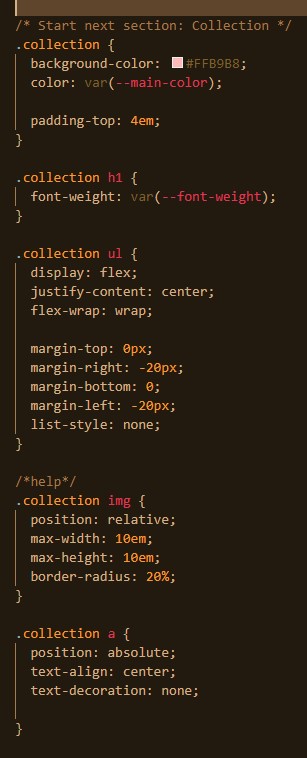 /* Start next section: Collection */
.collection {
background-color: #FFB9B8;
color: var(--main-color);
padding-top: 4em;
}
.collection h1 {
font-weight: var(--font-weight);
}
.collection ul {
display: flex;
justify-content: center;
flex-wrap: wrap;
margin-top: 0px;
margin-right: -20px;
margin-bottom: 0;
margin-left: -20px;
list-style: none;
}
/*help*/
.collection img {
position: relative;
max-width: 10em;
max-height: 10em;
border-radius: 20%;
}
.collection a {
position: absolute;
text-align: center;
text-decoration: none;
}